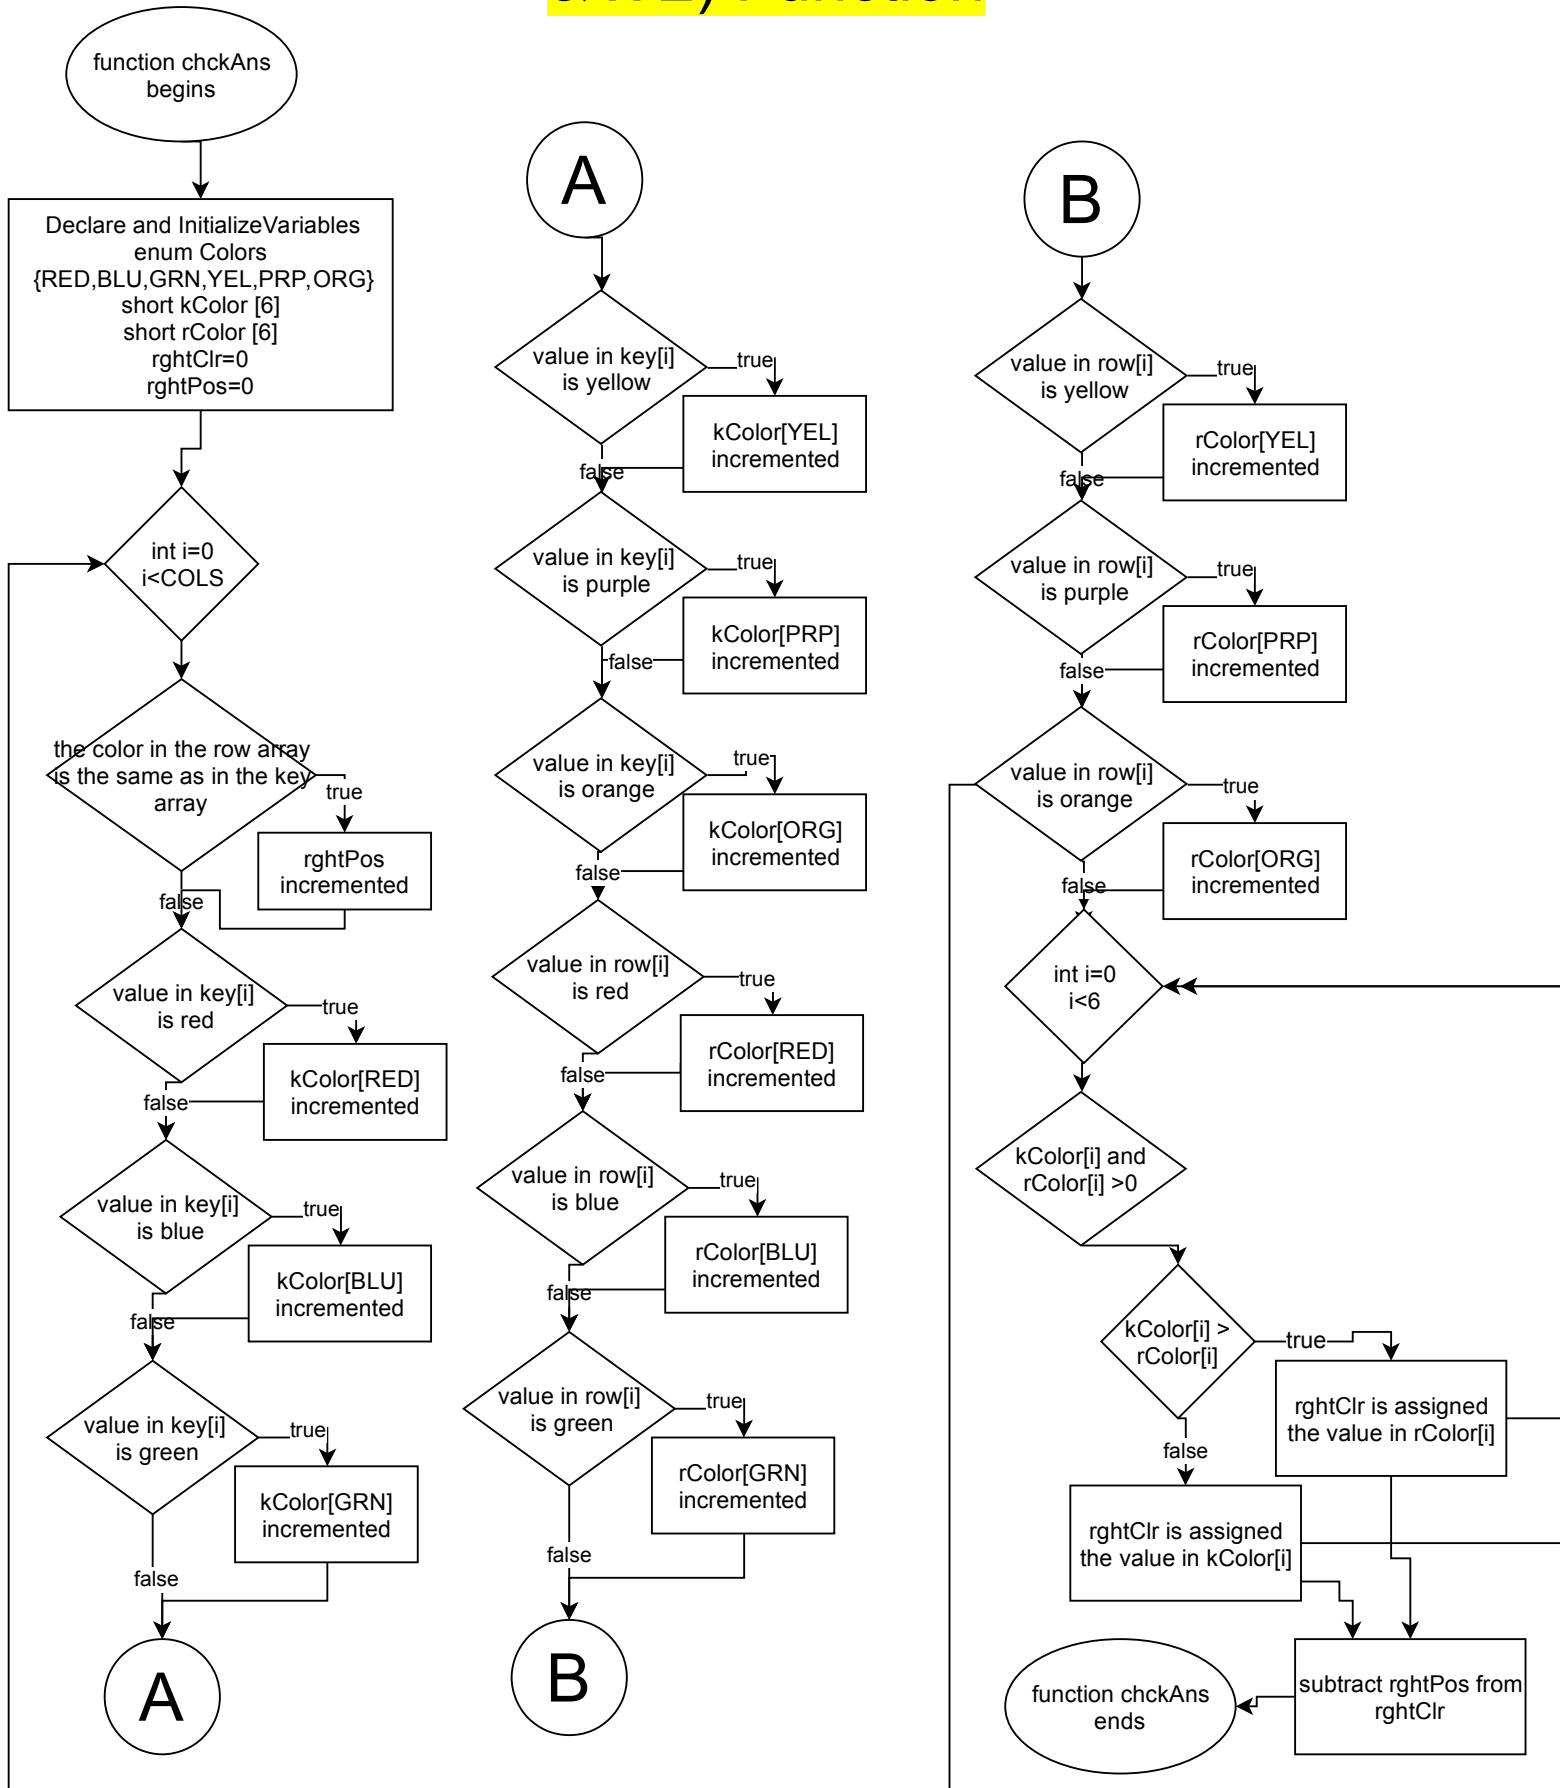 function chckAns
begins
Declare and InitializeVariables
enum Colors
{RED,BLU,GRN,YEL,PRP,ORG}
short kColor [6]
short rColor [6]
rghtClr=0
rghtPos=0
int i=0
i<COLS
the color in the row array
is the same as in the key
array
true
rghtPos
incremented
false
value in key[i]
is red
true
kColor[RED]
incremented
false
value in key[i]
is blue
true
kColor[BLU]
incremented
false
value in key[i]
is green
true
kColor[GRN]
incremented
false
A
Function
A
value in key[i]
is yellow
true
kColor[YEL]
incremented
false
value in key[i]
is purple
true
kColor[PRP]
incremented
false
value in key[i]
is orange
true
kColor[ORG]
incremented
false
value in row[i]
is red
true
rColor[RED]
incremented
false
value in row[i]
is blue
true
rColor[BLU]
incremented
false
value in row[i]
is green
true
rColor[GRN]
incremented
false
B
B
value in row[i]
is yellow
true
rColor[YEL]
incremented
false
value in row[i]
is purple
true
rColor[PRP]
incremented
false
value in row[i]
is orange
true
rColor[ORG]
incremented
false
int i=0
i<6
kColor[i] and
rColor[i] >0
kColor[i] >
rColor[i]
true
rghtClr is assigned
the value in rColor[i]
false
rghtClr is assigned
the value in kColor[i]
subtract rghtPos from
rghtClr
function chckAns
ends